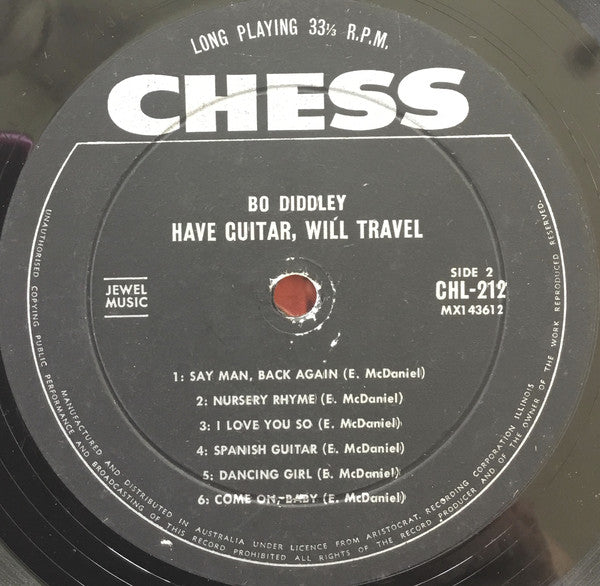 LONG PLAYING 33⅓ R.P.M.
CHESS
BO DIDDLEY
HAVE GUITAR, WILL TRAVEL
JEWEL
MUSIC
SIDE 2
CHL-212
MX143612
1: SAY MAN, BACK AGAIN (E. McDaniel)
2: NURSERY RHYME (E. McDaniel)
3: I LOVE YOU SO (E. McDaniel)
4: SPANISH GUITAR (E. McDaniel)
5: DANCING GIRL (E. McDaniel)
6: COME ON, BABY (E. McDaniel)
UNAUTHORISED COPYING PUBLIC PERFORMANCE AND BROADCASTING OF THIS RECORD PROHIBITED ALL RIGHTS OF THE RECORD PRODUCER AND OF THE OWNER OF THE WORK REPRODUCED RESERVED.
MANUFACTURED AND DISTRIBUTED IN AUSTRALIA UNDER LICENCE FROM ARISTOCRAT, RECORDING CORPORATION ILLINOIS